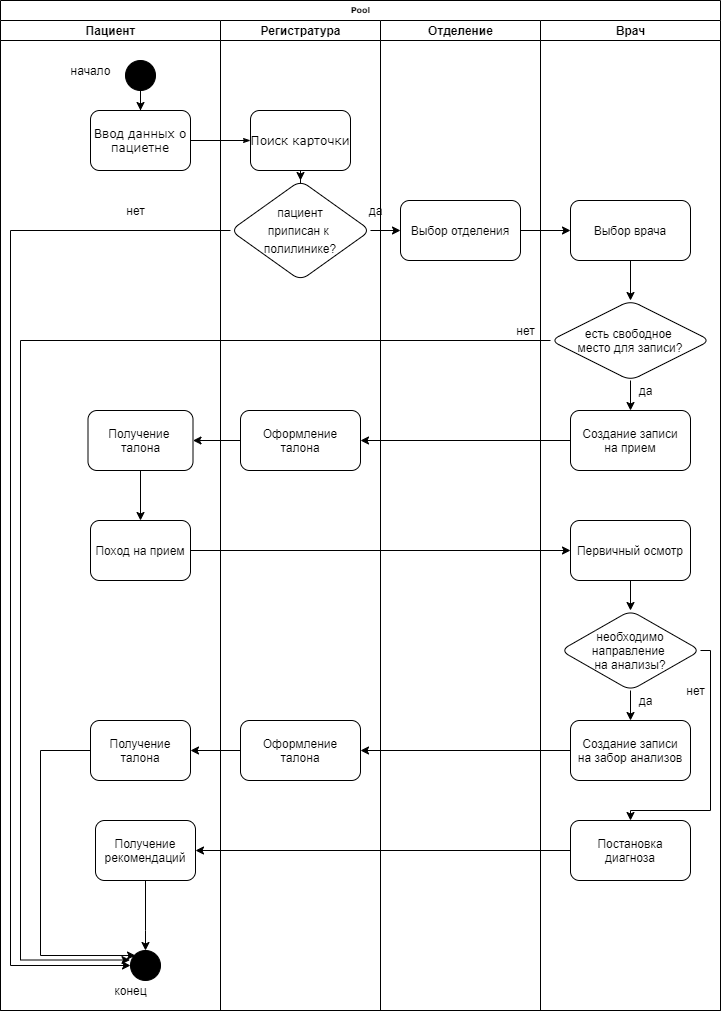 Pool
Пациент
Регистратура
Отделение
Врач
начало
Ввод данных о
пациетне
Поиск карточки
нет
пациент
приписан к
полилинике?
да
Выбор отделения
Выбор врача
нет
есть свободное
место для записи?
да
Получение
талона
Оформление
талона
Создание записи
на прием
Поход на прием
Первичный осмотр
необходимо
направление
на анализы?
нет
да
Получение
талона
Оформление
талона
Создание записи
на забор анализов
Получение
рекомендаций
Постановка
диагноза
конец